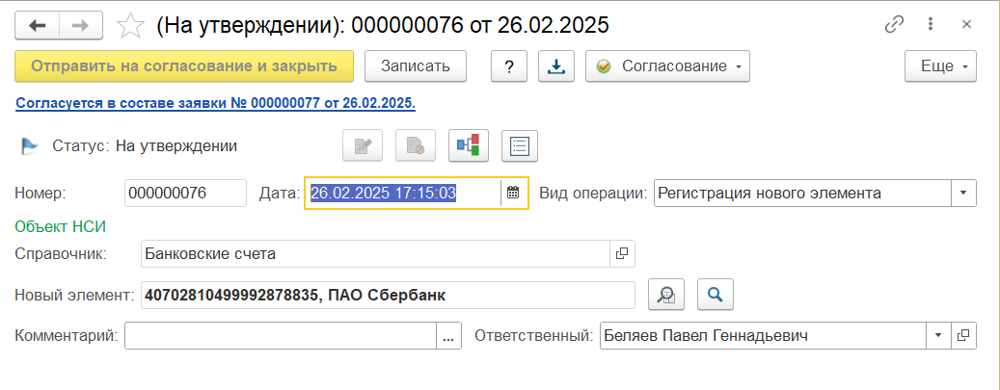 (На утверждении): 000000076 от 26.02.2025
Отправить на согласование и закрыть Записать ? Согласование Еще
Согласуется в составе заявки № 000000077 от 26.02.2025.
Статус: На утверждении
Номер: 000000076 Дата: 26.02.2025 17:15:03 Вид операции: Регистрация нового элемента
Объект НСИ
Справочник: Банковские счета
Новый элемент: 40702810499992878835, ПАО Сбербанк
Комментарий: ... Ответственный: Беляев Павел Геннадьевич